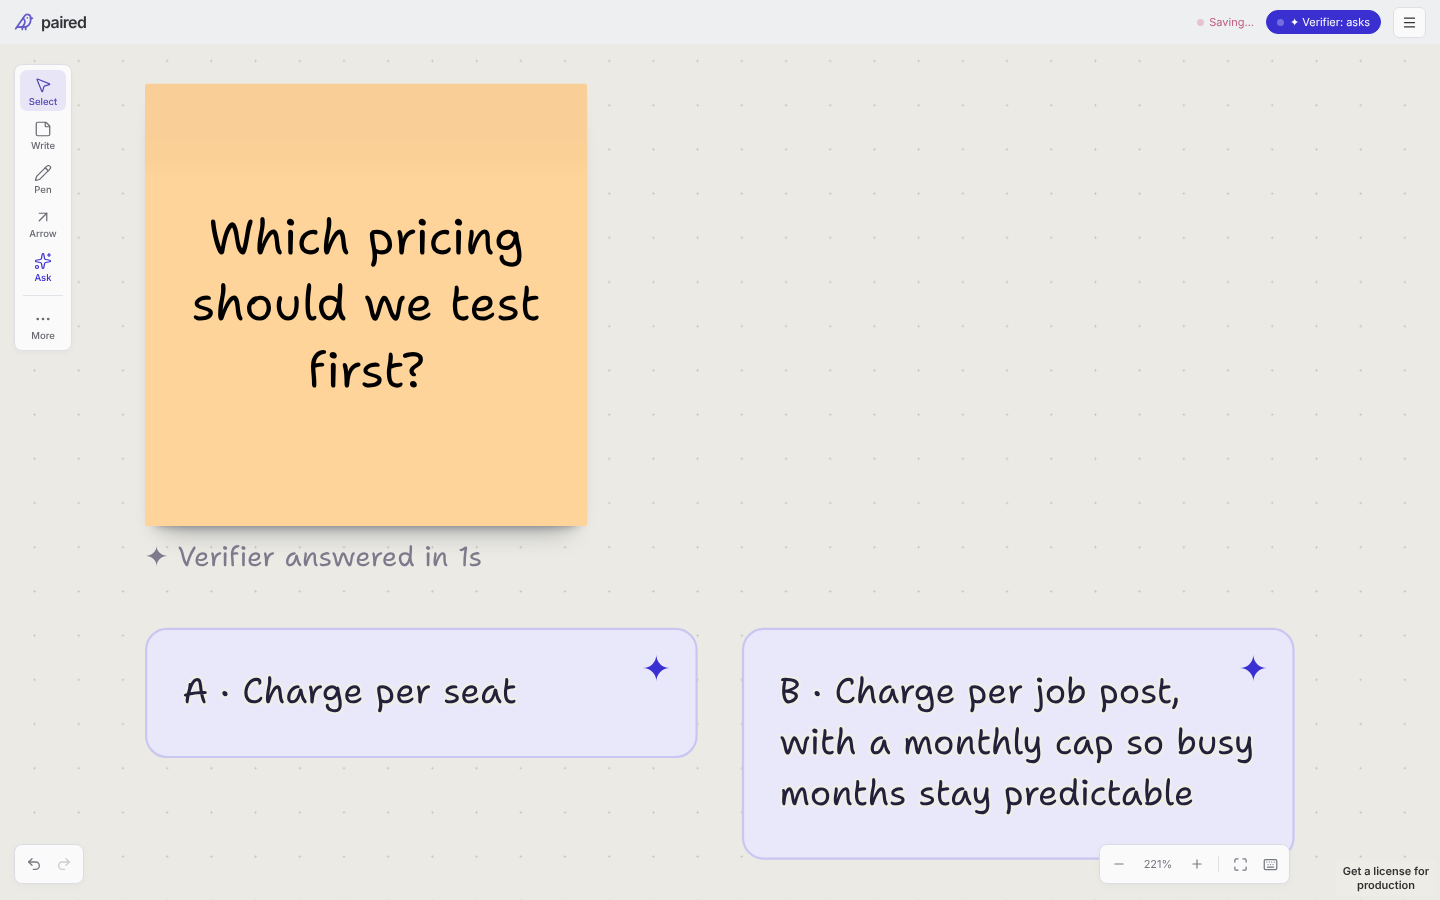 paired
Saving...
✦ Verifier: asks
Select
Write
Pen
Arrow
Ask
More
Which pricing
should we test
first?
✦ Verifier answered in 1s
A · Charge per seat
B · Charge per job post,
with a monthly cap so busy
months stay predictable
221%
Get a license for
production